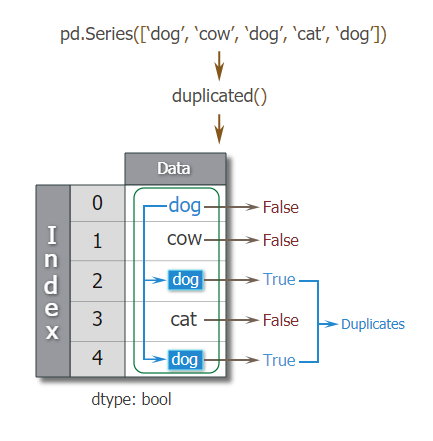 pd.Series([‘dog’, ‘cow’, ‘dog’, ‘cat’, ‘dog’])
duplicated()
Data
Index
0 dog False
1 cow False
2 dog True
3 cat False
Duplicates
4 dog True
dtype: bool